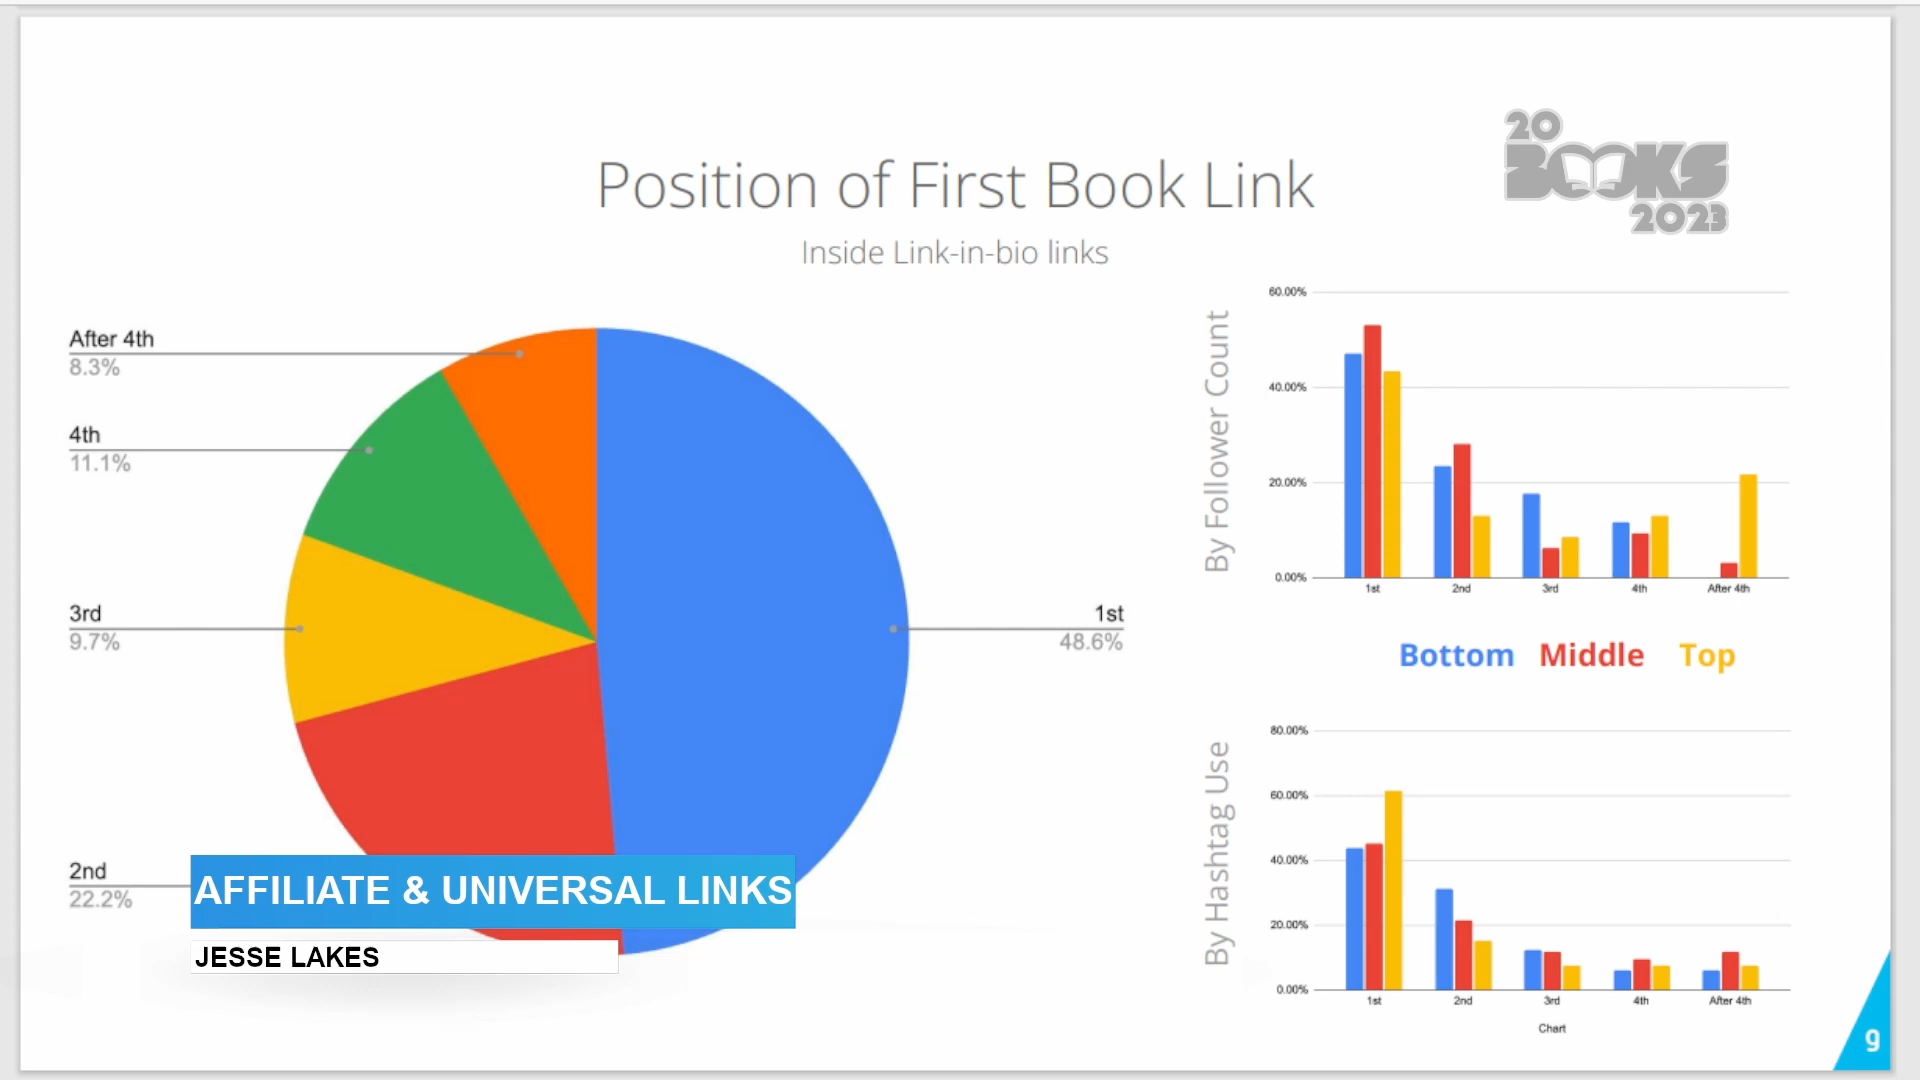 20
BOOKS
2023
Position of First Book Link
Inside Link-in-bio links
After 4th
8.3%
4th
11.1%
3rd
9.7%
2nd
22.2%
1st
48.6%
AFFILIATE & UNIVERSAL LINKS
JESSE LAKES
By Follower Count
60.00%
40.00%
20.00%
0.00%
1st 2nd 3rd 4th After 4th
Bottom Middle Top
By Hashtag Use
80.00%
60.00%
40.00%
20.00%
0.00%
1st 2nd 3rd 4th After 4th
Chart
9